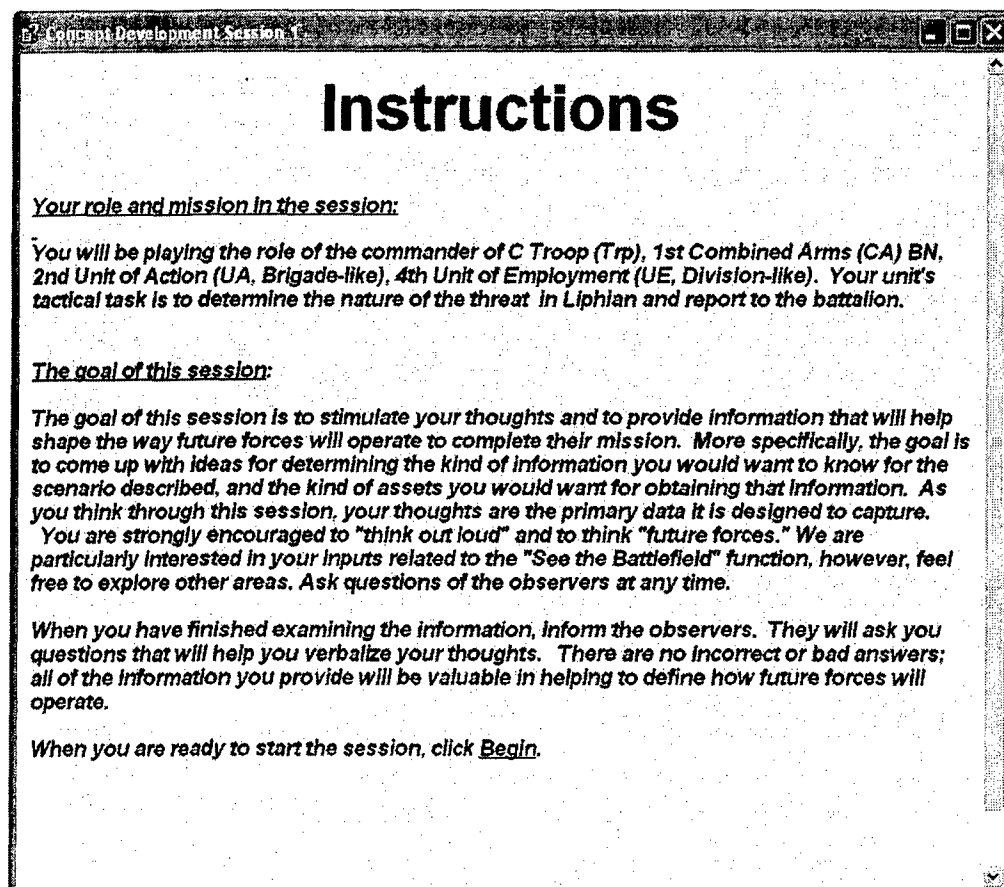 Concept Development Session 1
Instructions
Your role and mission in the session:
You will be playing the role of the commander of C Troop (Trp), 1st Combined Arms (CA) BN,
2nd Unit of Action (UA, Brigade-like), 4th Unit of Employment (UE, Division-like). Your unit's
tactical task is to determine the nature of the threat in Liphian and report to the battalion.
The goal of this session:
The goal of this session is to stimulate your thoughts and to provide information that will help
shape the way future forces will operate to complete their mission. More specifically, the goal is
to come up with ideas for determining the kind of information you would want to know for the
scenario described, and the kind of assets you would want for obtaining that information. As
you think through this session, your thoughts are the primary data it is designed to capture.
You are strongly encouraged to "think out loud" and to think "future forces." We are
particularly interested in your inputs related to the "See the Battlefield" function, however, feel
free to explore other areas. Ask questions of the observers at any time.
When you have finished examining the information, inform the observers. They will ask you
questions that will help you verbalize your thoughts. There are no incorrect or bad answers;
all of the information you provide will be valuable in helping to define how future forces will
operate.
When you are ready to start the session, click Begin.